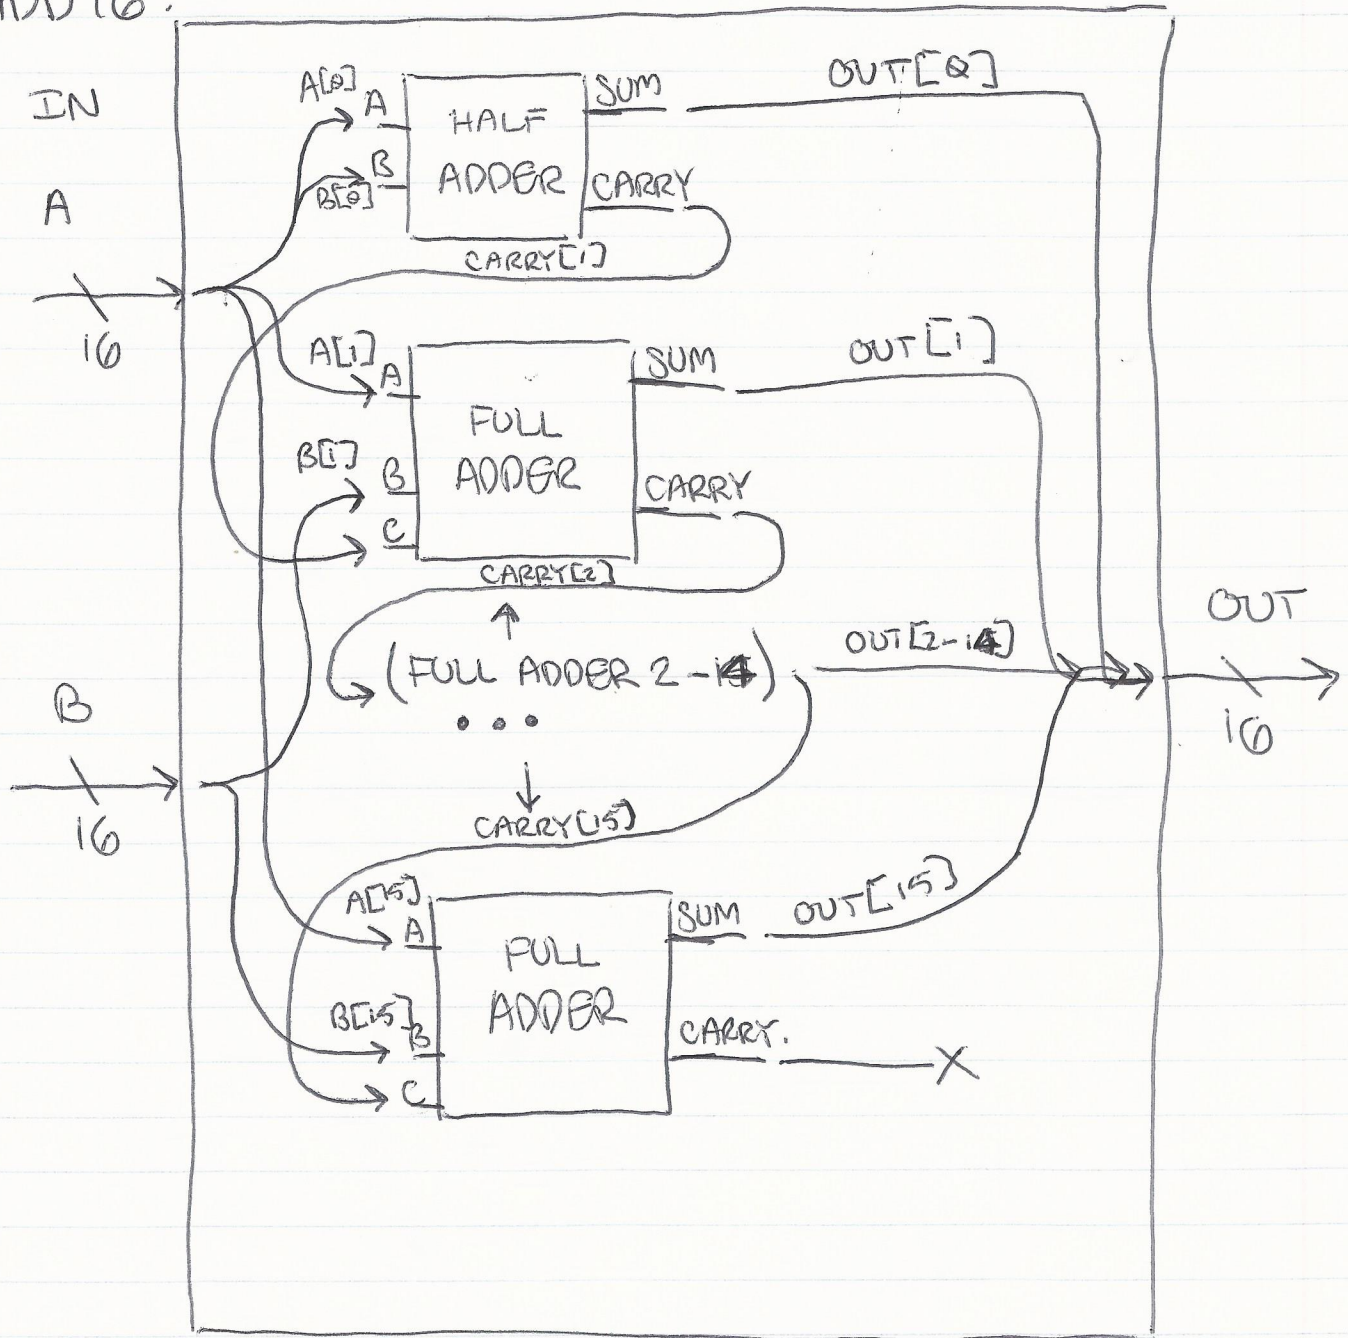 ADD16:
IN
A
16
A[0]
A
B
B[0]
HALF
ADDER
SUM
OUT[0]
CARRY
CARRY[1]
A[1]
A
B[1]
B
C
FULL
ADDER
SUM
OUT[1]
CARRY
CARRY[2]
(FULL ADDER 2-14)
...
OUT[2-14]
OUT
16
B
16
CARRY[15]
A[15]
A
B[15]
B
C
FULL
ADDER
SUM
OUT[15]
CARRY.
X